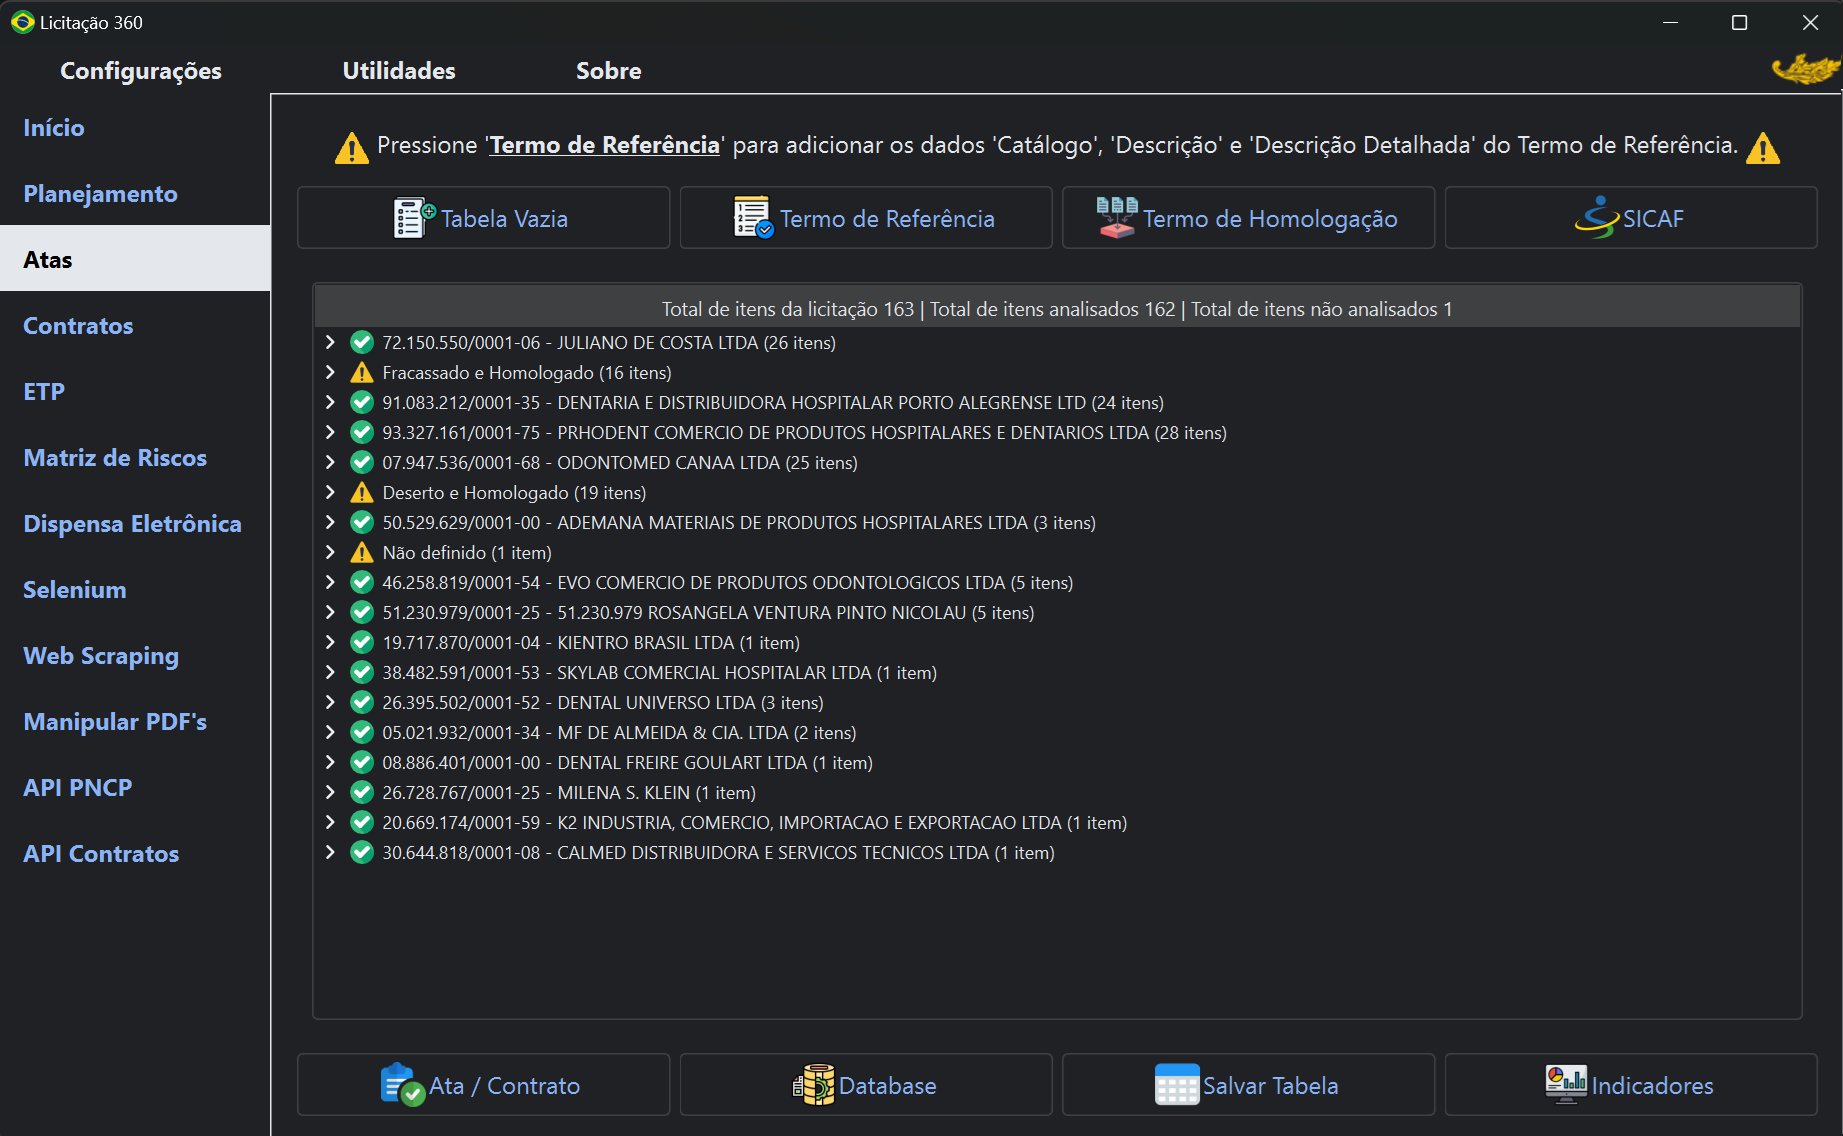 Licitação 360
Configurações
Utilidades
Sobre
Início
Planejamento
Atas
Contratos
ETP
Matriz de Riscos
Dispensa Eletrônica
Selenium
Web Scraping
Manipular PDF's
API PNCP
API Contratos
Pressione 'Termo de Referência' para adicionar os dados 'Catálogo', 'Descrição' e 'Descrição Detalhada' do Termo de Referência.
Tabela Vazia
Termo de Referência
Termo de Homologação
SICAF
Total de itens da licitação 163 | Total de itens analisados 162 | Total de itens não analisados 1
72.150.550/0001-06 - JULIANO DE COSTA LTDA (26 itens)
Fracassado e Homologado (16 itens)
91.083.212/0001-35 - DENTARIA E DISTRIBUIDORA HOSPITALAR PORTO ALEGRENSE LTD (24 itens)
93.327.161/0001-75 - PRHODENT COMERCIO DE PRODUTOS HOSPITALARES E DENTARIOS LTDA (28 itens)
07.947.536/0001-68 - ODONTOMED CANAA LTDA (25 itens)
Deserto e Homologado (19 itens)
50.529.629/0001-00 - ADEMANA MATERIAIS DE PRODUTOS HOSPITALARES LTDA (3 itens)
Não definido (1 item)
46.258.819/0001-54 - EVO COMERCIO DE PRODUTOS ODONTOLOGICOS LTDA (5 itens)
51.230.979/0001-25 - 51.230.979 ROSANGELA VENTURA PINTO NICOLAU (5 itens)
19.717.870/0001-04 - KIENTRO BRASIL LTDA (1 item)
38.482.591/0001-53 - SKYLAB COMERCIAL HOSPITALAR LTDA (1 item)
26.395.502/0001-52 - DENTAL UNIVERSO LTDA (3 itens)
05.021.932/0001-34 - MF DE ALMEIDA & CIA. LTDA (2 itens)
08.886.401/0001-00 - DENTAL FREIRE GOULART LTDA (1 item)
26.728.767/0001-25 - MILENA S. KLEIN (1 item)
20.669.174/0001-59 - K2 INDUSTRIA, COMERCIO, IMPORTACAO E EXPORTACAO LTDA (1 item)
30.644.818/0001-08 - CALMED DISTRIBUIDORA E SERVICOS TECNICOS LTDA (1 item)
Ata / Contrato
Database
Salvar Tabela
Indicadores